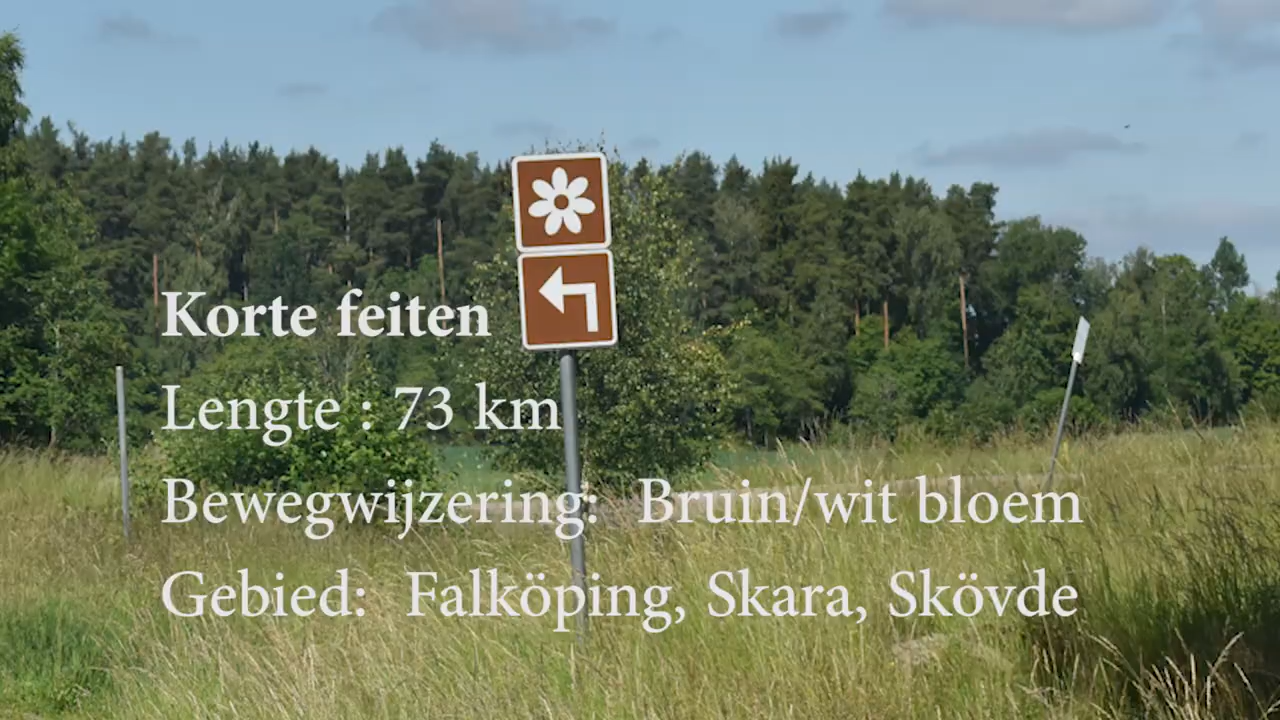 Korte feiten
Lengte : 73 km
Bewegwijzering:  Bruin/wit bloem
Gebied:  Falköping, Skara, Skövde